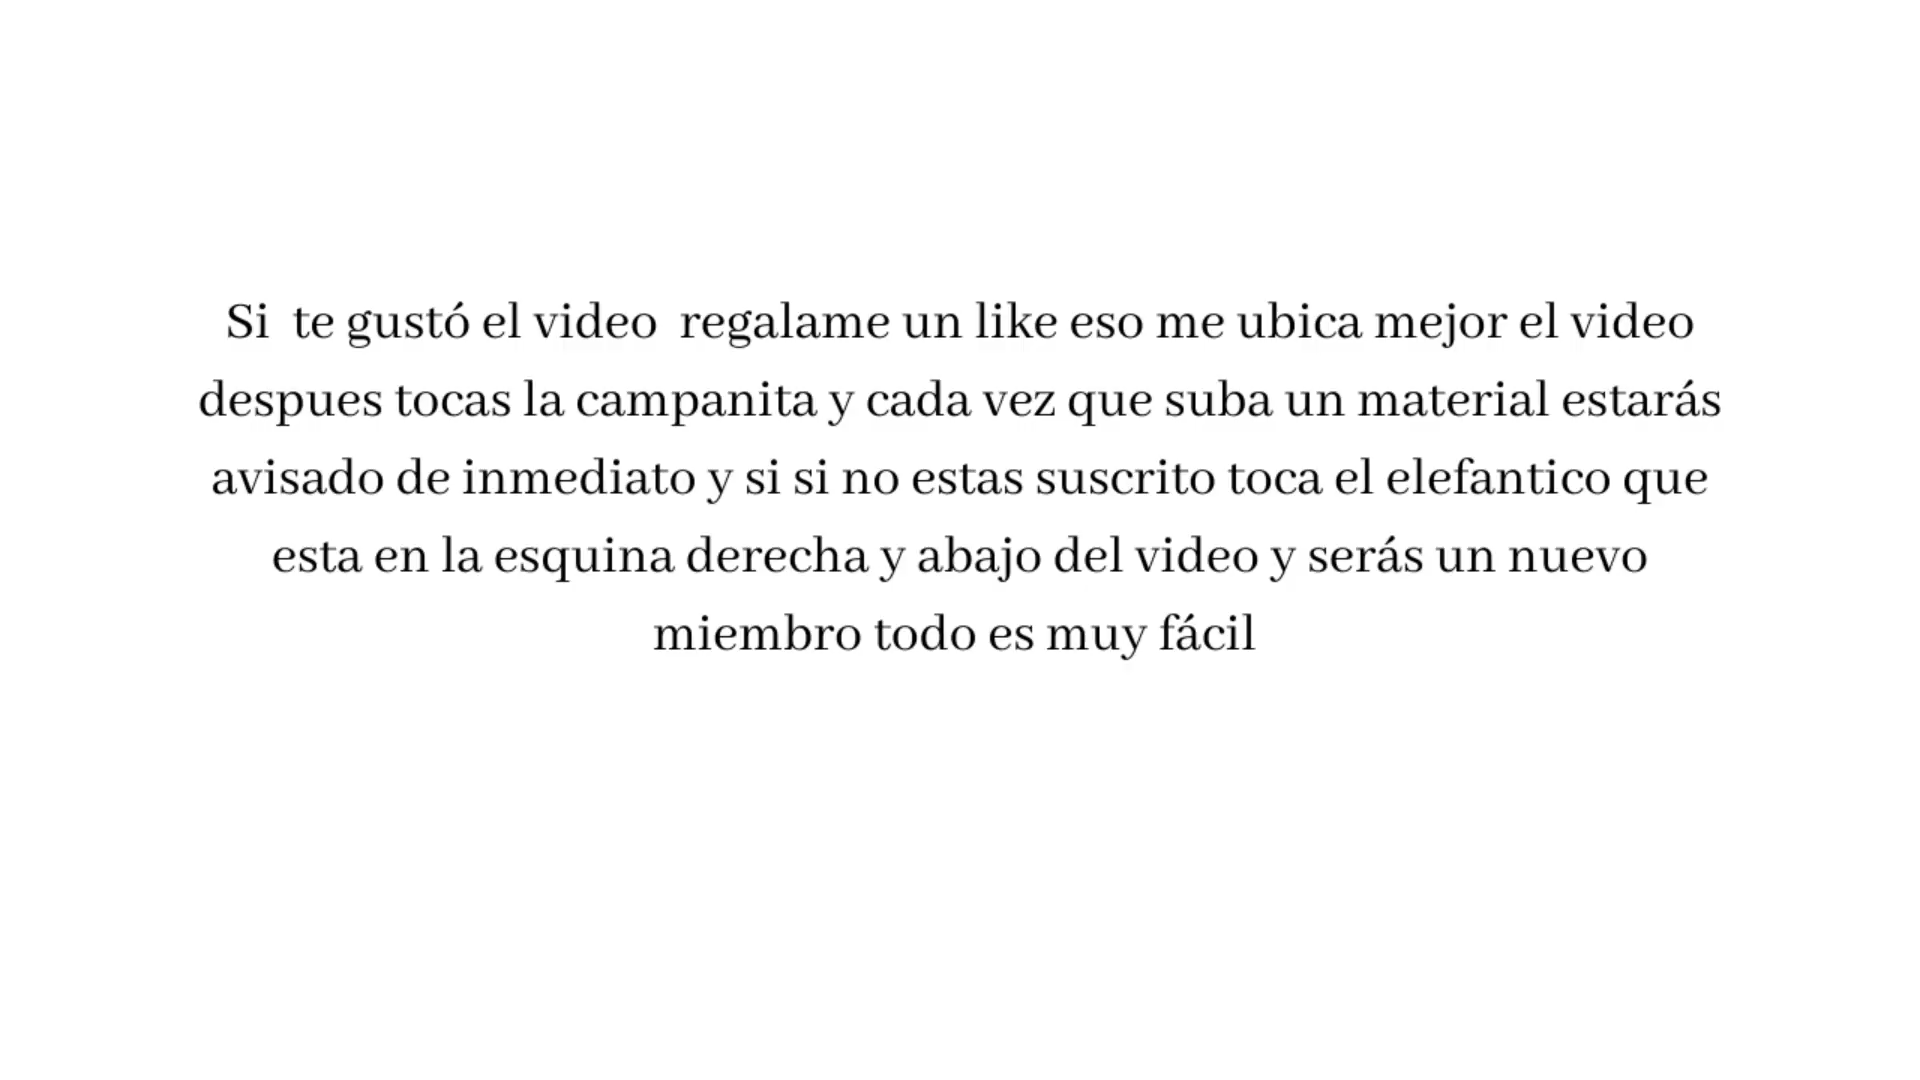 Si  te gustó el video  regalame un like eso me ubica mejor el video
despues tocas la campanita y cada vez que suba un material estarás
avisado de inmediato y si si no estas suscrito toca el elefantico que
esta en la esquina derecha y abajo del video y serás un nuevo
miembro todo es muy fácil